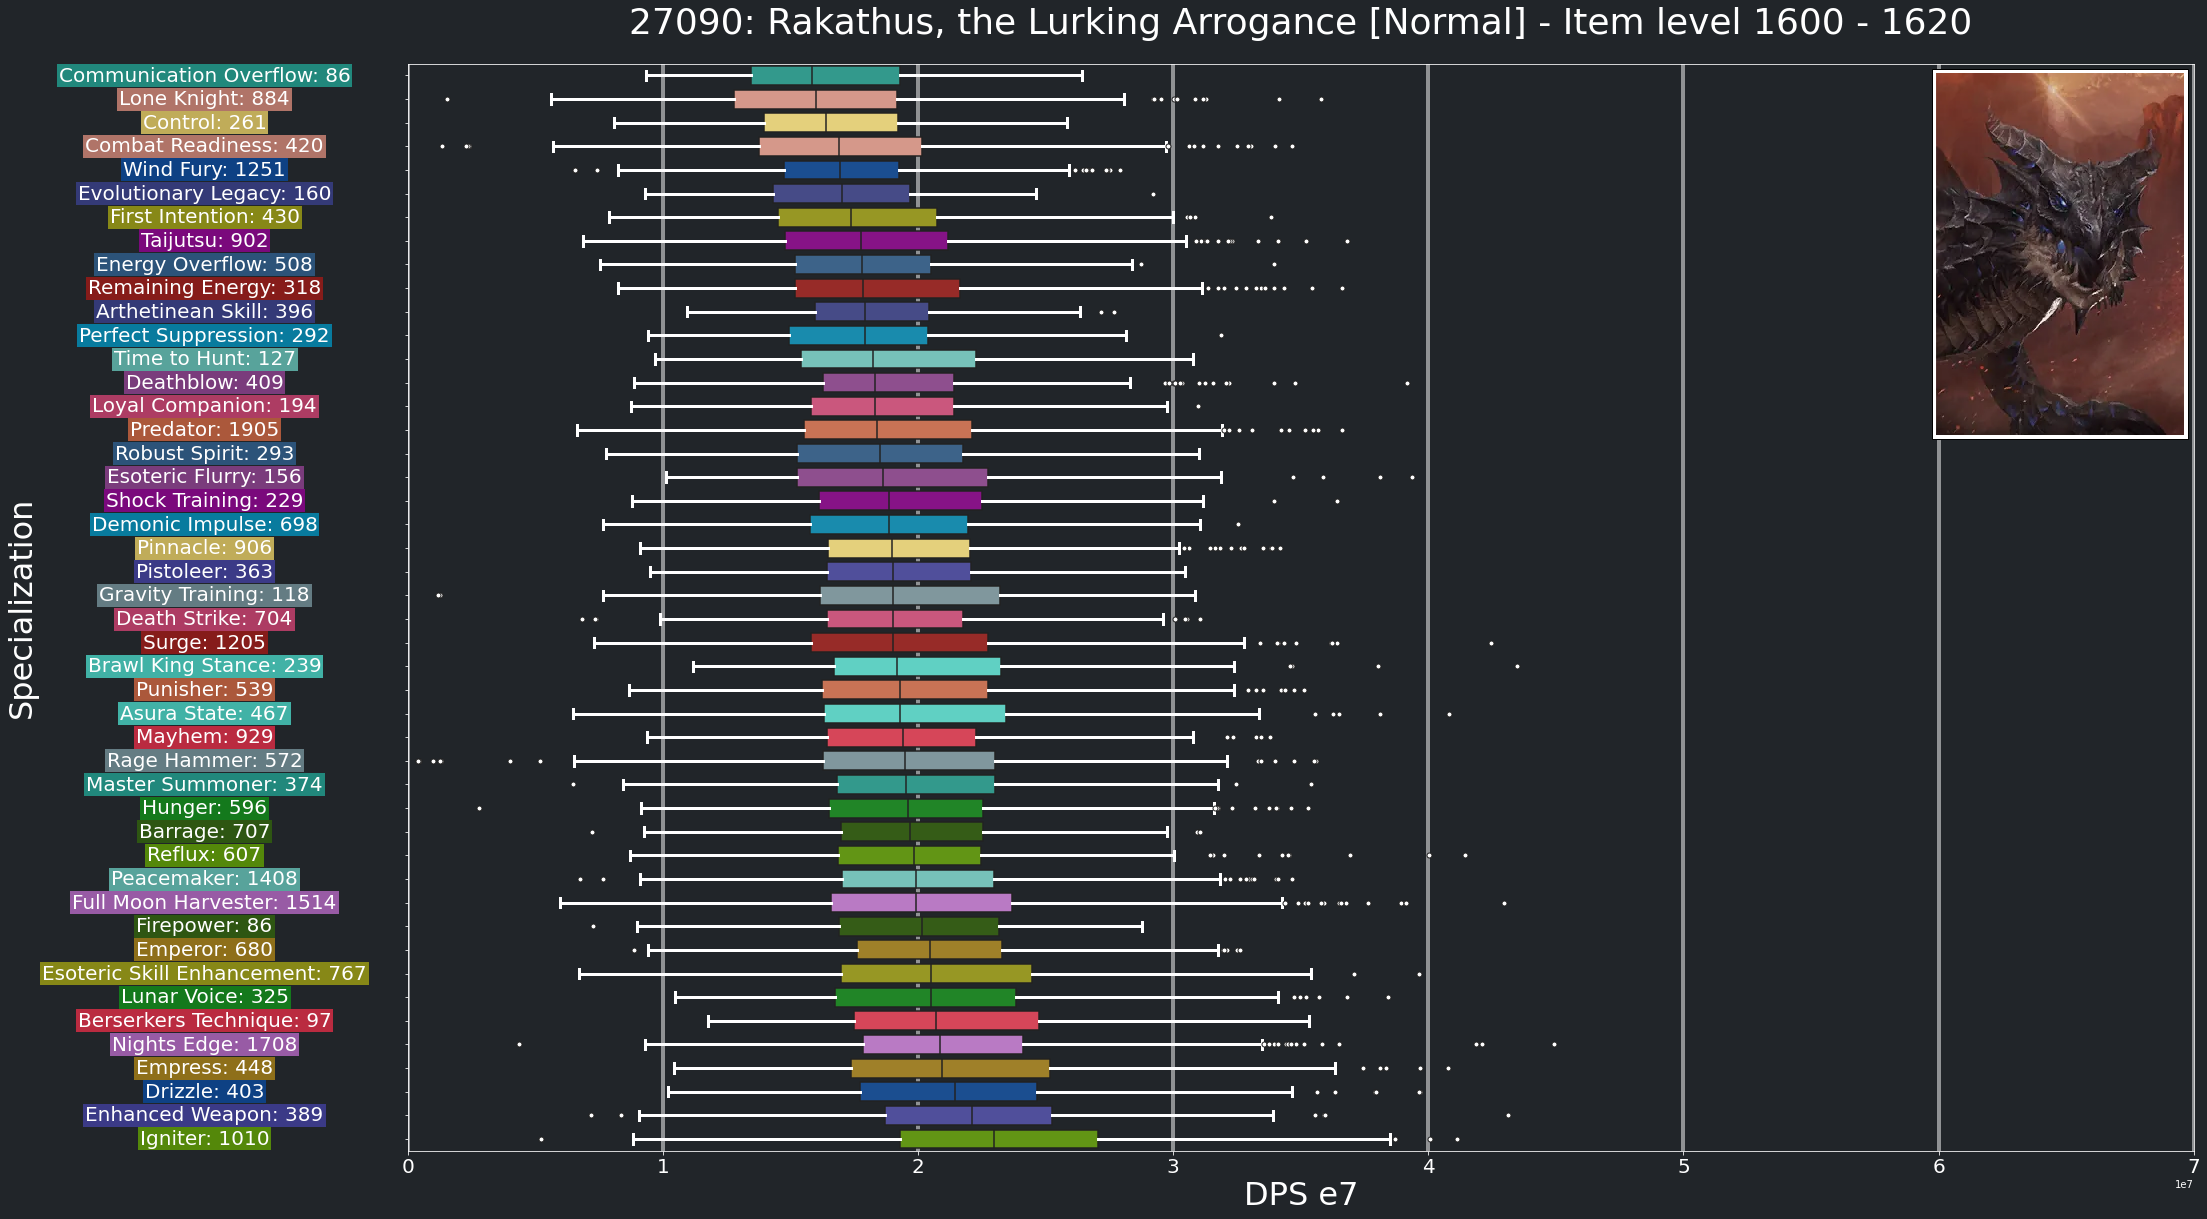 27090: Rakathus, the Lurking Arrogance [Normal] - Item level 1600 - 1620
Specialization
Communication Overflow: 86
Lone Knight: 884
Control: 261
Combat Readiness: 420
Wind Fury: 1251
Evolutionary Legacy: 160
First Intention: 430
Taijutsu: 902
Energy Overflow: 508
Remaining Energy: 318
Arthetinean Skill: 396
Perfect Suppression: 292
Time to Hunt: 127
Deathblow: 409
Loyal Companion: 194
Predator: 1905
Robust Spirit: 293
Esoteric Flurry: 156
Shock Training: 229
Demonic Impulse: 698
Pinnacle: 906
Pistoleer: 363
Gravity Training: 118
Death Strike: 704
Surge: 1205
Brawl King Stance: 239
Punisher: 539
Asura State: 467
Mayhem: 929
Rage Hammer: 572
Master Summoner: 374
Hunger: 596
Barrage: 707
Reflux: 607
Peacemaker: 1408
Full Moon Harvester: 1514
Firepower: 86
Emperor: 680
Esoteric Skill Enhancement: 767
Lunar Voice: 325
Berserkers Technique: 97
Nights Edge: 1708
Empress: 448
Drizzle: 403
Enhanced Weapon: 389
Igniter: 1010
0 1 2 3 4 5 6 7
1e7
DPS e7